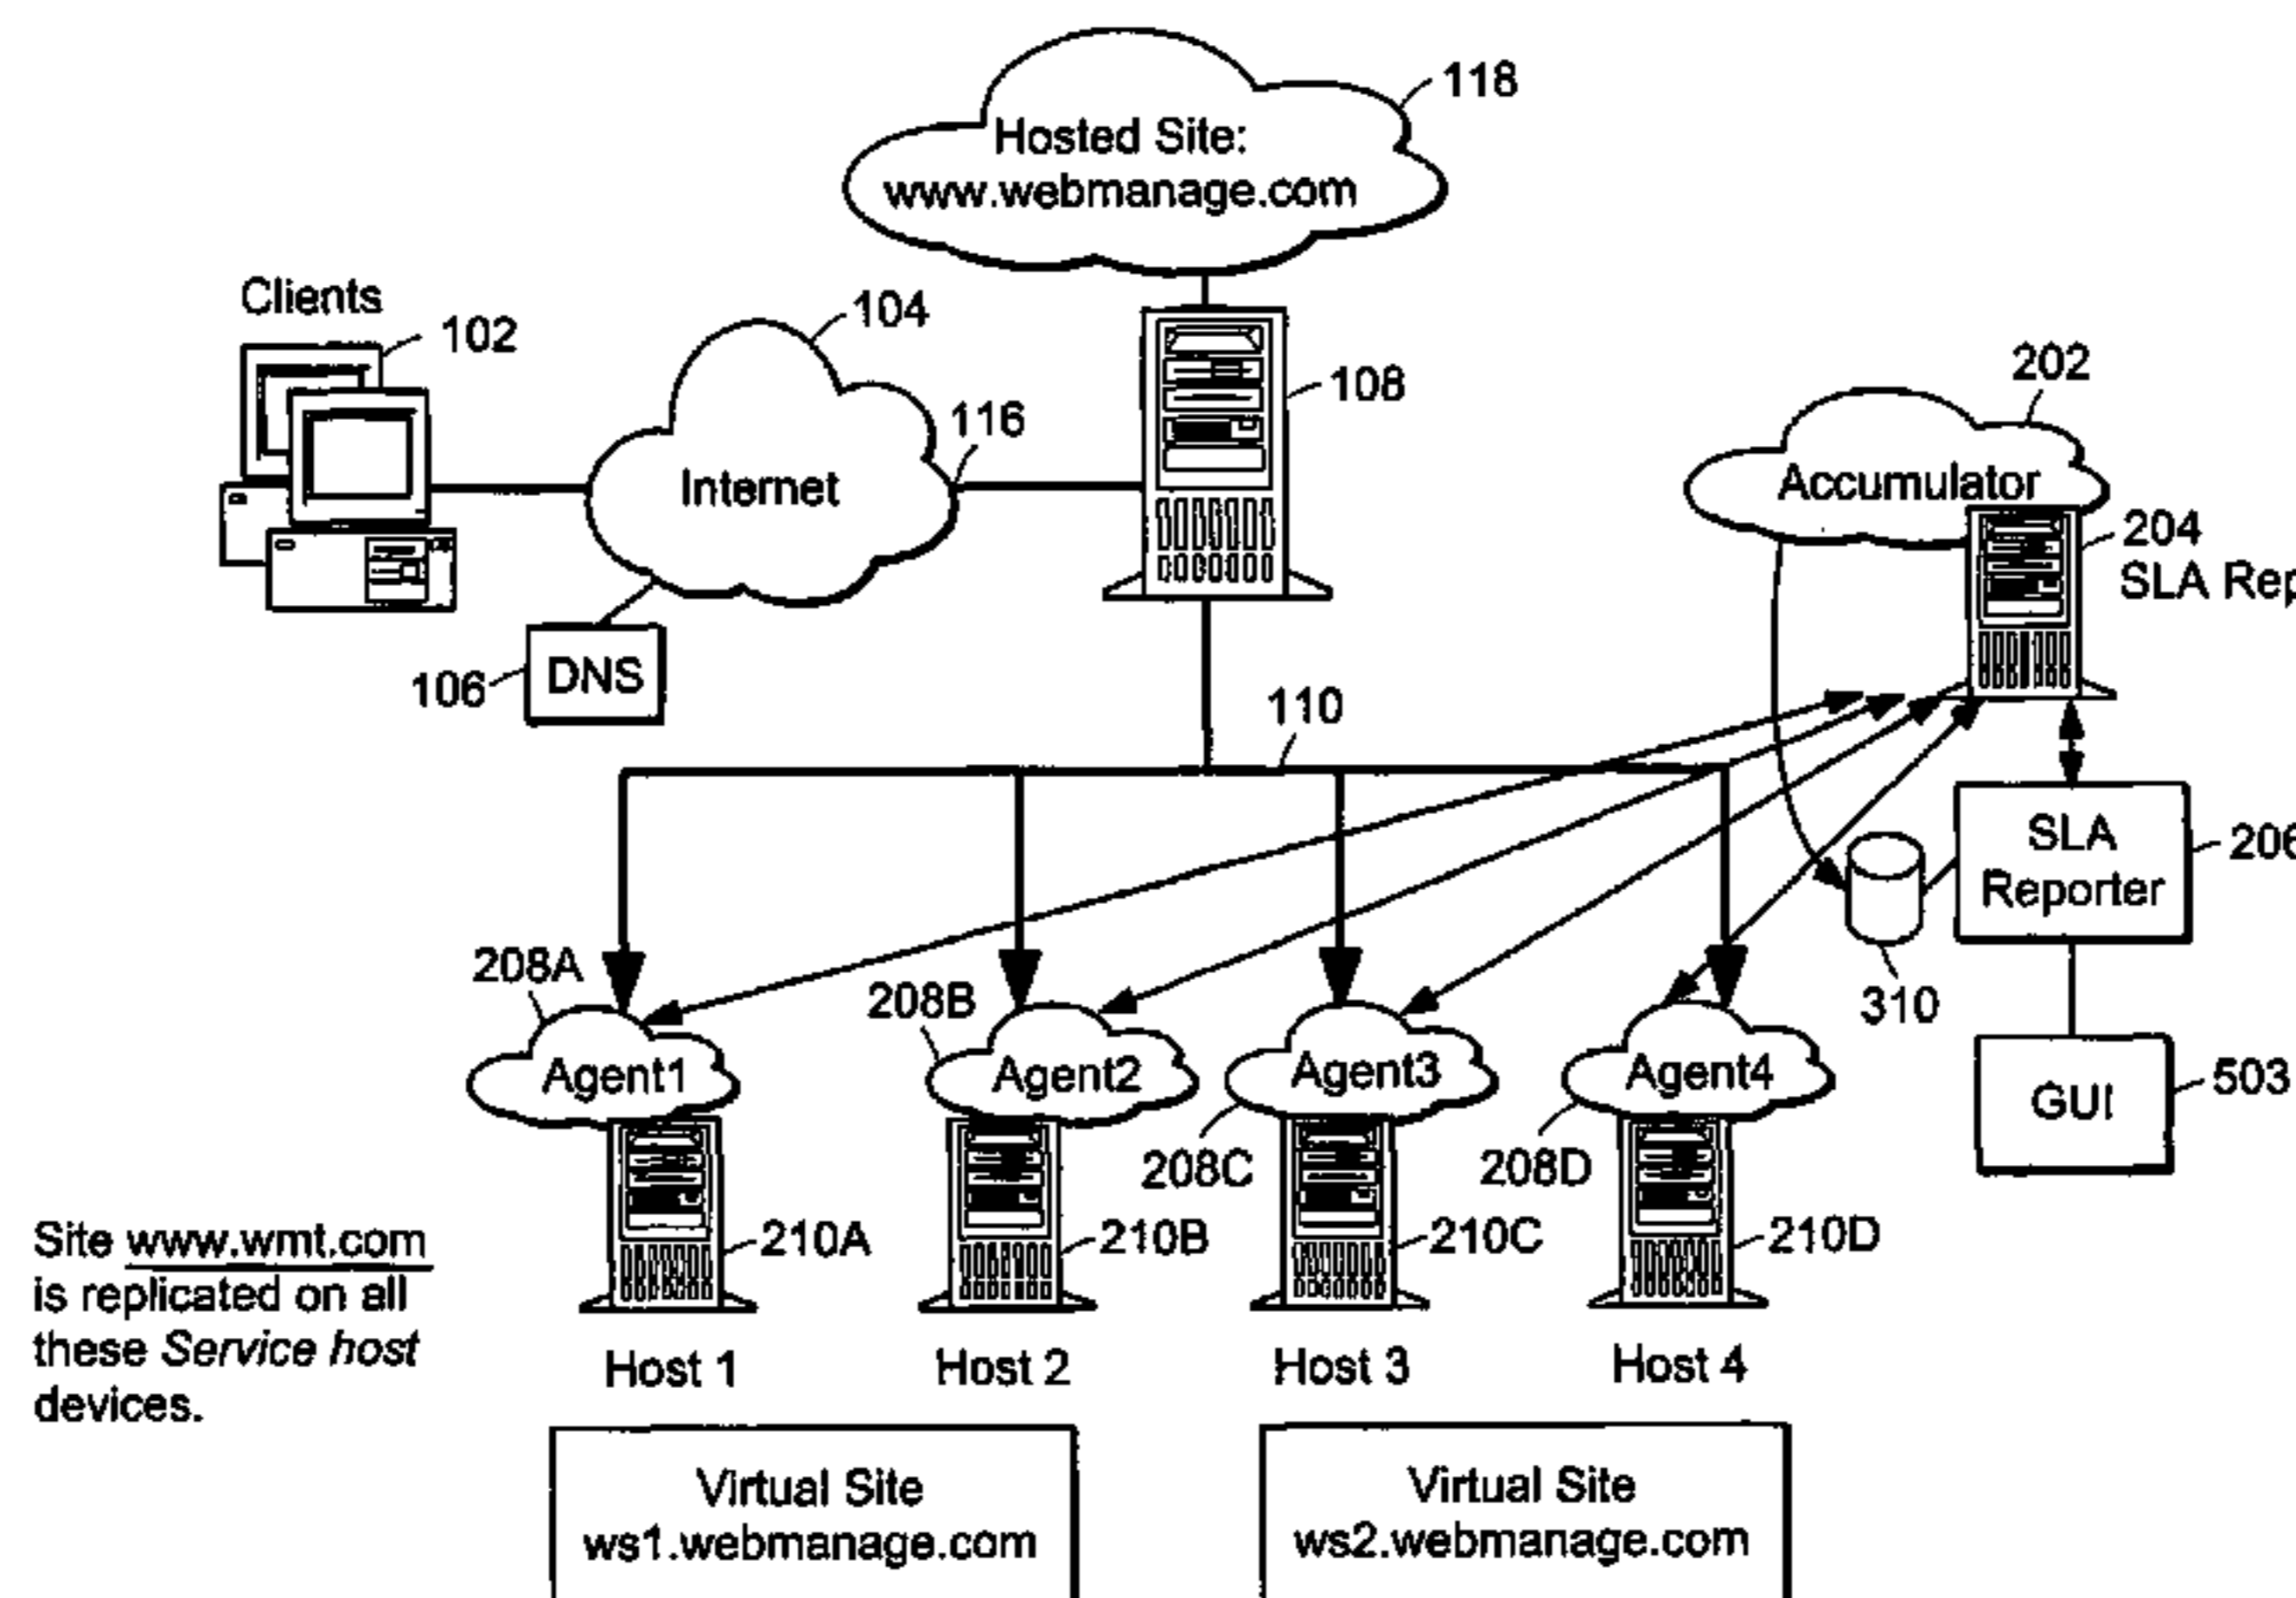 118
Hosted Site:
www.webmanage.com
Clients
102
104
116
108
Internet
DNS
106
202
Accumulator
204
SLA Rep
110
SLA
Reporter
206
310
GUI
503
208A
208B
Agent1
Agent2
Agent3
Agent4
208C
208D
210A
210B
210C
210D
Site www.wmt.com
is replicated on all
these Service host
devices.
Host 1
Host 2
Host 3
Host 4
Virtual Site
ws1.webmanage.com
Virtual Site
ws2.webmanage.com